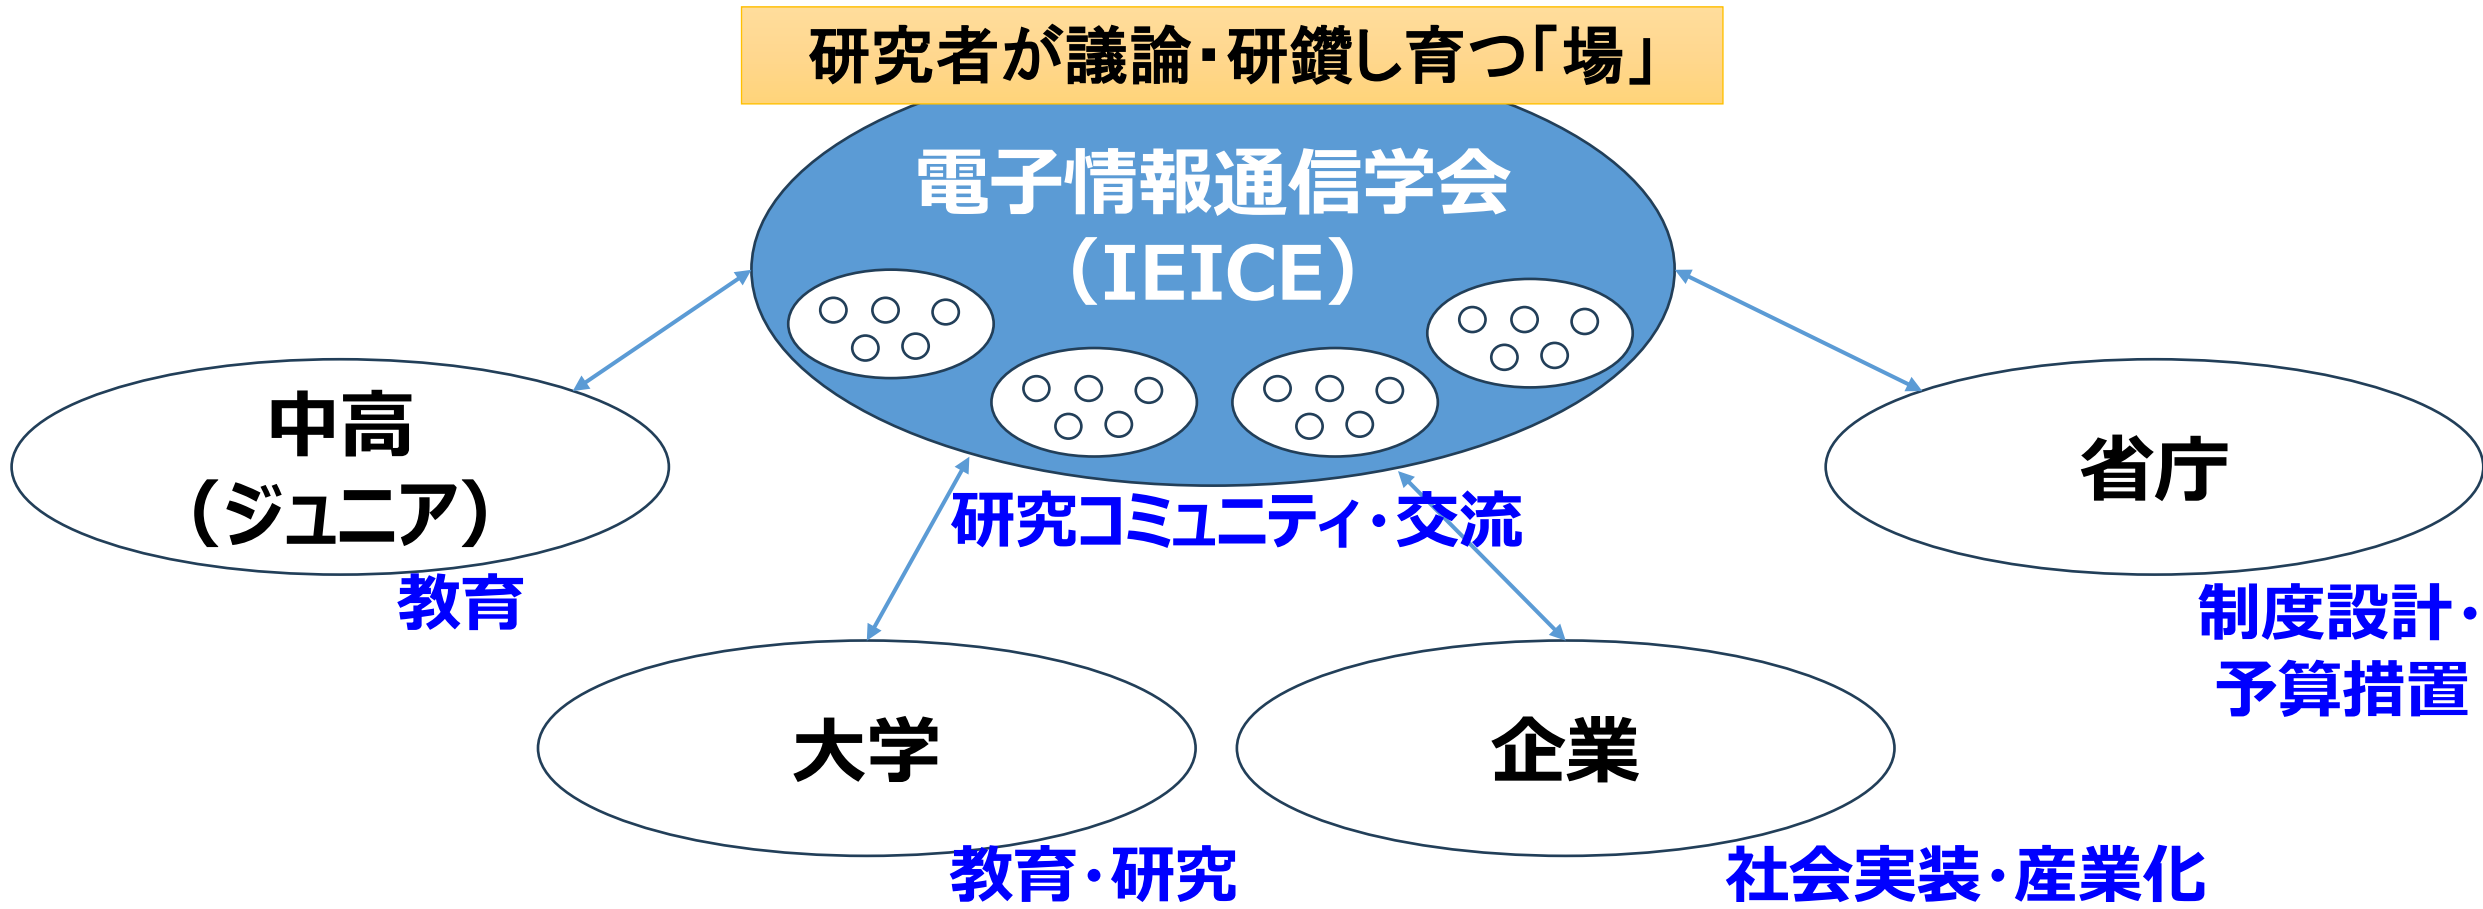 研究者が議論・研鑽し育つ「場」
電子情報通信学会
（IEICE）
中高
（ジュニア）
教育
省庁
制度設計・
予算措置
研究コミュニティ・交流
大学
教育・研究
企業
社会実装・産業化